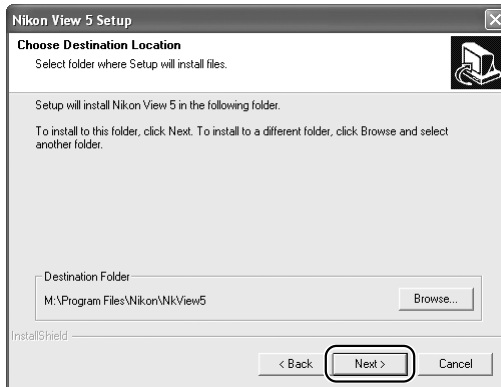 Nikon View 5 Setup
Choose Destination Location
Select folder where Setup will install files.
Setup will install Nikon View 5 in the following folder.
To install to this folder, click Next. To install to a different folder, click Browse and select
another folder.
Destination Folder
M:\Program Files\Nikon\NkView5
Browse...
InstallShield
< Back
Next >
Cancel